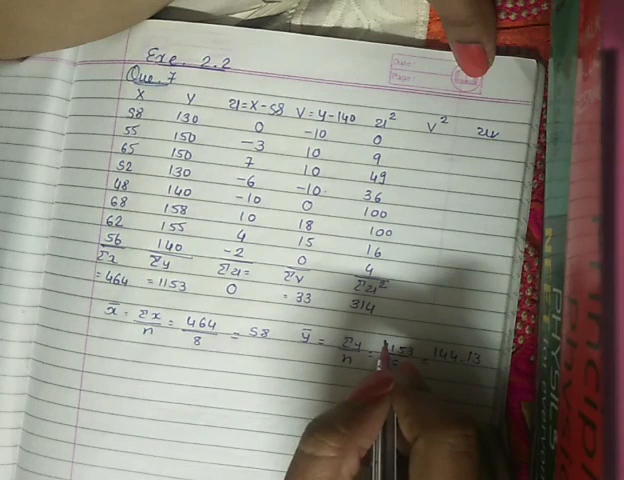 Exe. 2.2
Date:
Page:
Que. 7
X Y u=X-58 V=Y-140 u² V² uv
58 130 0 -10 0
55 150 -3 10 9
65 150 7 10 49
52 130 -6 -10 36
48 140 -10 0 100
68 158 10 18 100
62 155 4 15 16
56 140 -2 0 4
Σx Σy Σu= Σv Σu²
=464 =1153 0 =33 314
x̄ = Σx/n = 464/8 = 58 ȳ = Σy/n = 1153 = 144.13
NEET
PHYSICS